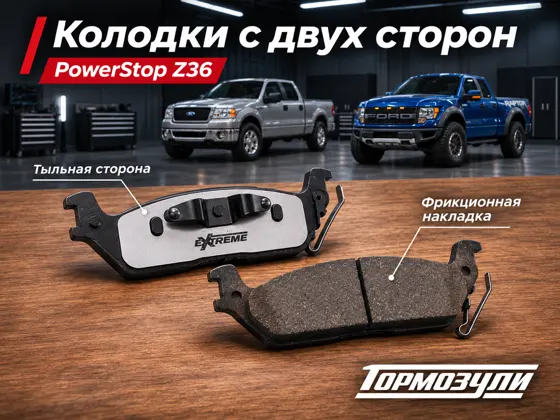 Колодки с двух сторон
PowerStop Z36
Тыльная сторона
Фрикционная
накладка
FORD
RAPTOR
EXTREME
ТОРМОЗУЛИ